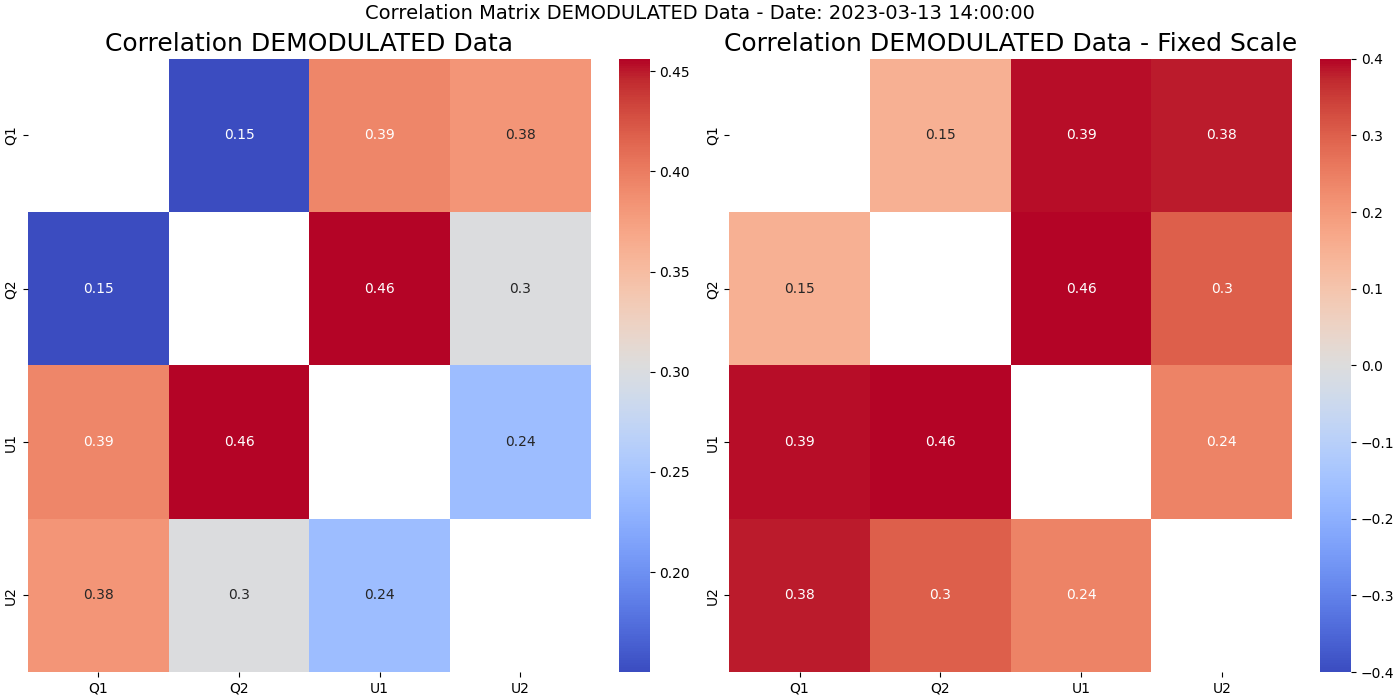 Correlation Matrix DEMODULATED Data - Date: 2023-03-13 14:00:00
Correlation DEMODULATED Data
Q1
0.15
0.39
0.38
Q2
0.15
0.46
0.3
U1
0.39
0.46
0.24
U2
0.38
0.3
0.24
Q1
Q2
U1
U2
0.45
0.40
0.35
0.30
0.25
0.20
Correlation DEMODULATED Data - Fixed Scale
Q1
0.15
0.39
0.38
Q2
0.15
0.46
0.3
U1
0.39
0.46
0.24
U2
0.38
0.3
0.24
Q1
Q2
U1
U2
0.4
0.3
0.2
0.1
0.0
−0.1
−0.2
−0.3
−0.4